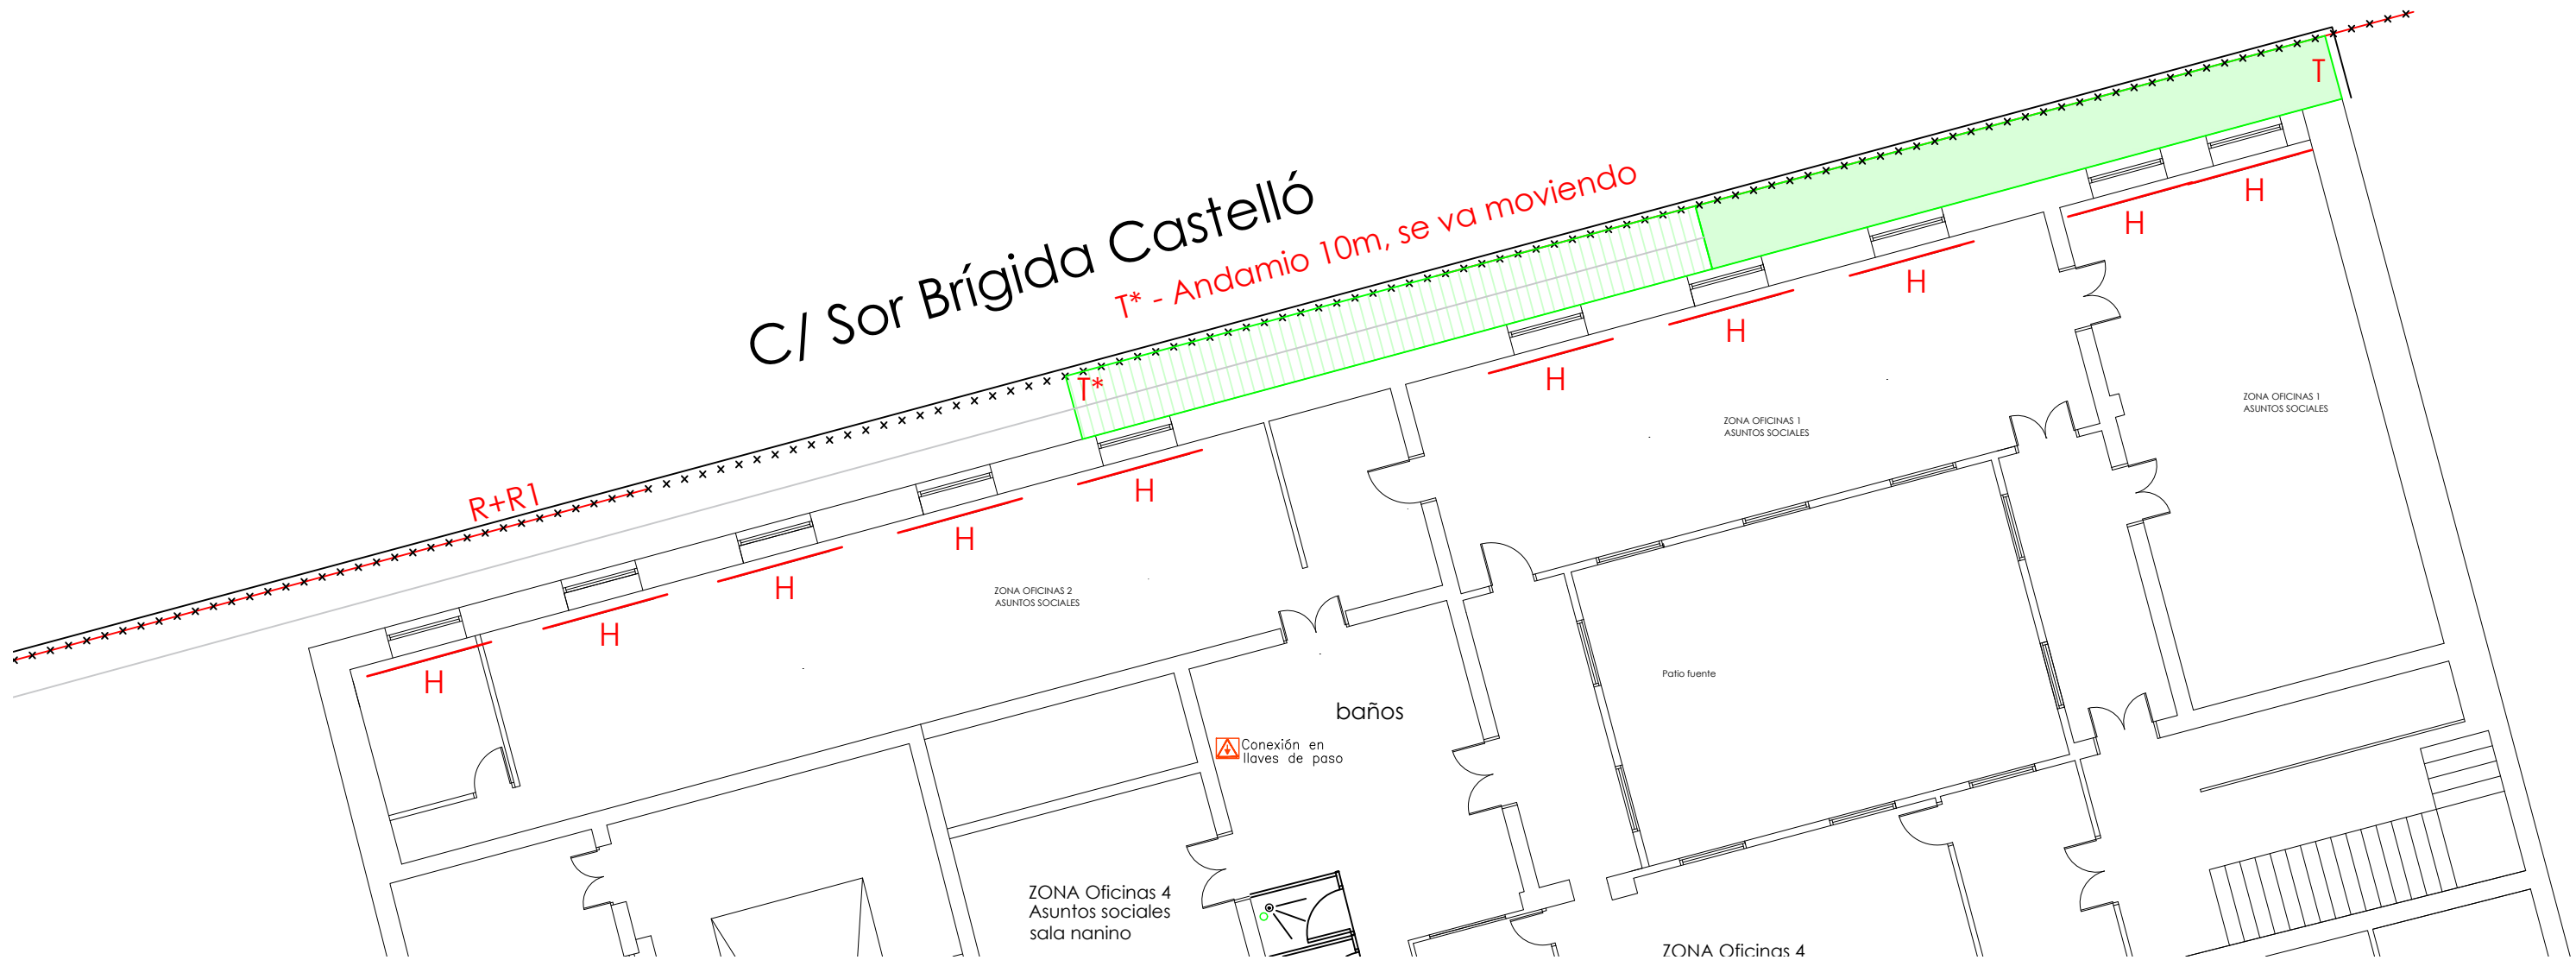 T
C/ Sor Brígida Castelló
T* - Andamio 10m, se va moviendo
H
H
H
H
H
T*
ZONA OFICINAS 1
ASUNTOS SOCIALES
ZONA OFICINAS 1
ASUNTOS SOCIALES
R+R1
H
H
H
H
H
ZONA OFICINAS 2
ASUNTOS SOCIALES
Patio fuente
baños
Conexión en
llaves de paso
ZONA Oficinas 4
Asuntos sociales
sala nanino
ZONA Oficinas 4